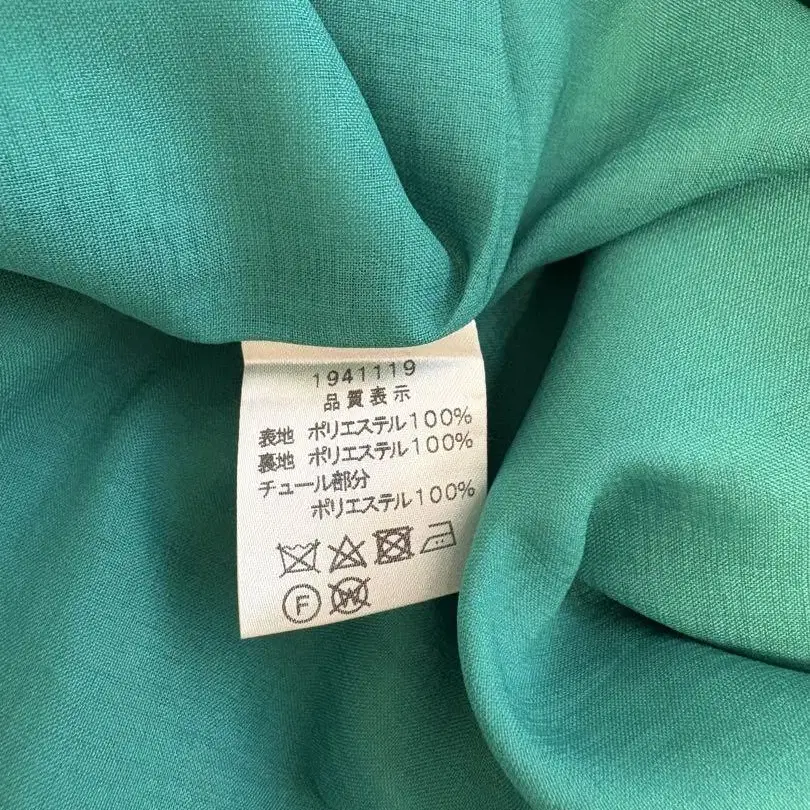 1941119
品質表示
表地 ポリエステル100%
裏地 ポリエステル100%
チュール部分
ポリエステル100%
F W